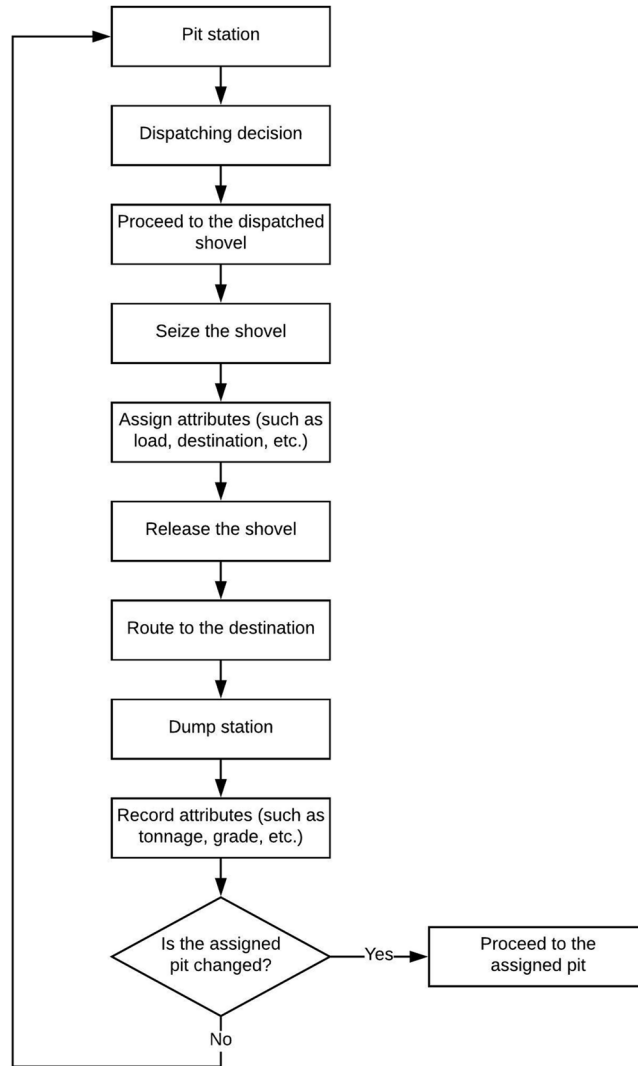 Pit station
Dispatching decision
Proceed to the dispatched
shovel
Seize the shovel
Assign attributes (such as
load, destination, etc.)
Release the shovel
Route to the destination
Dump station
Record attributes (such as
tonnage, grade, etc.)
Is the assigned
pit changed?
Yes
Proceed to the
assigned pit
No